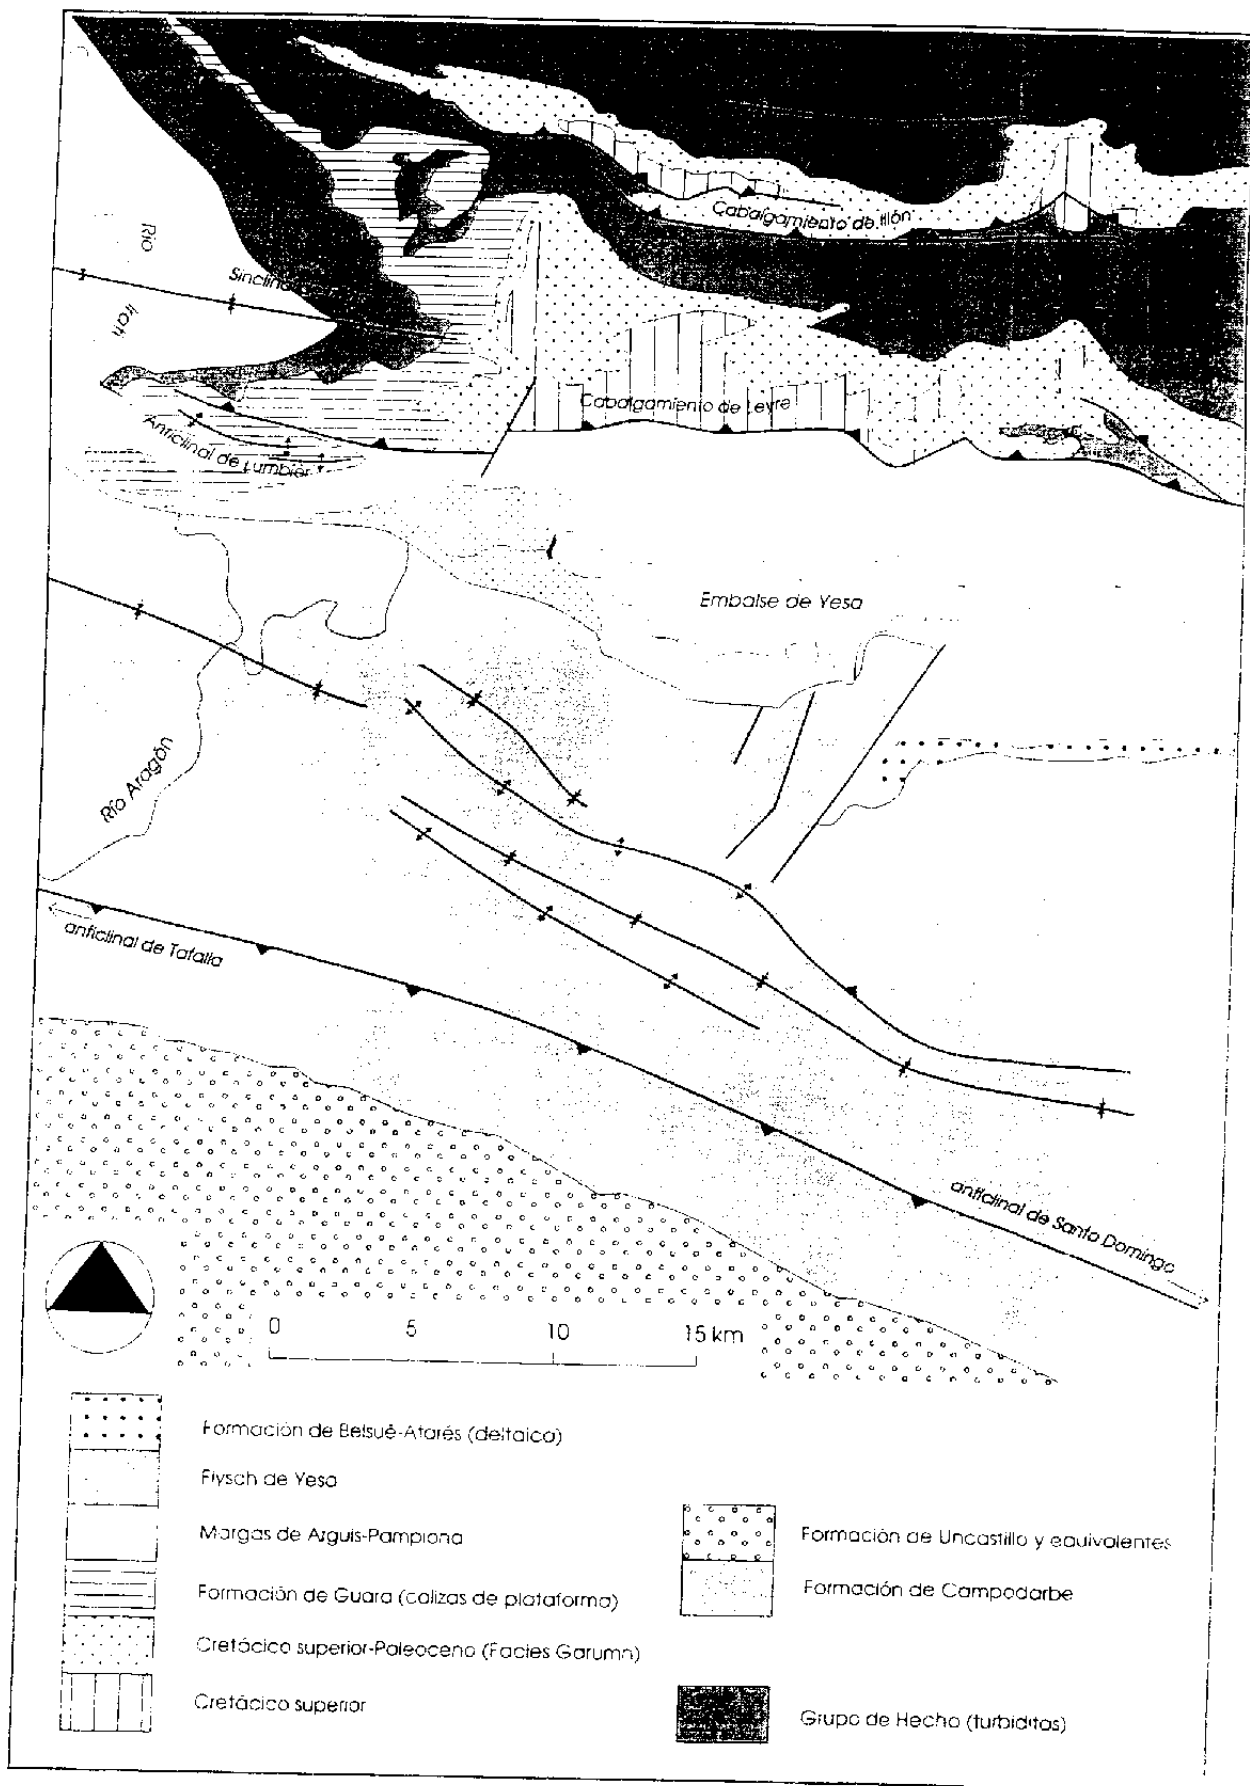 Cabalgamiento de Illón
Río
Irati
Cabalgamiento de Leyre
Anticlinal de Lumbier
Embalse de Yesa
Río Aragón
anticlinal de Tafalla
anticlinal de Santo Domingo
0 5 10 15 km
Formación de Belsué-Atarés (deltaica)
Flysch de Yesa
Margas de Arguis-Pamplona
Formación de Guara (calizas de plataforma)
Cretácico superior-Paleoceno (Facies Garumn)
Cretácico superior
Formación de Uncastillo y equivalentes
Formación de Campodarbe
Grupo de Hecho (turbiditas)